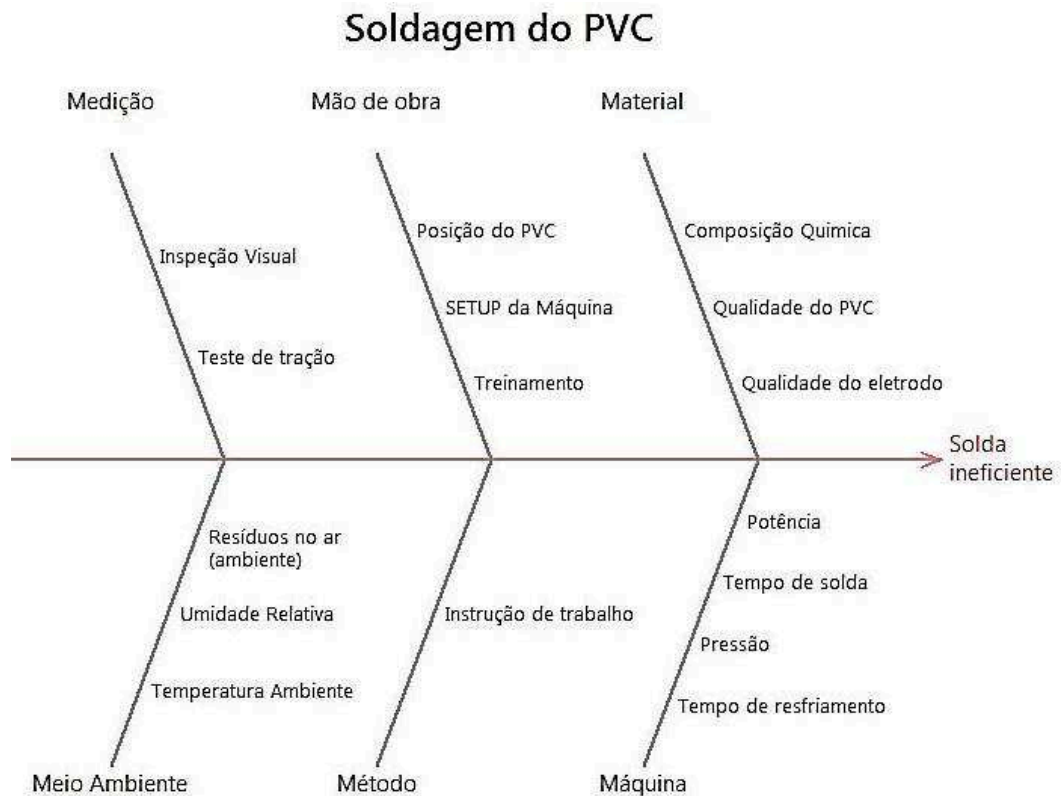 Soldagem do PVC
Medição
Mão de obra
Material
Posição do PVC
Composição Quimica
Inspeção Visual
SETUP da Máquina
Qualidade do PVC
Teste de tração
Treinamento
Qualidade do eletrodo
Solda
ineficiente
Resíduos no ar
(ambiente)
Potência
Tempo de solda
Umidade Relativa
Instrução de trabalho
Pressão
Temperatura Ambiente
Tempo de resfriamento
Meio Ambiente
Método
Máquina